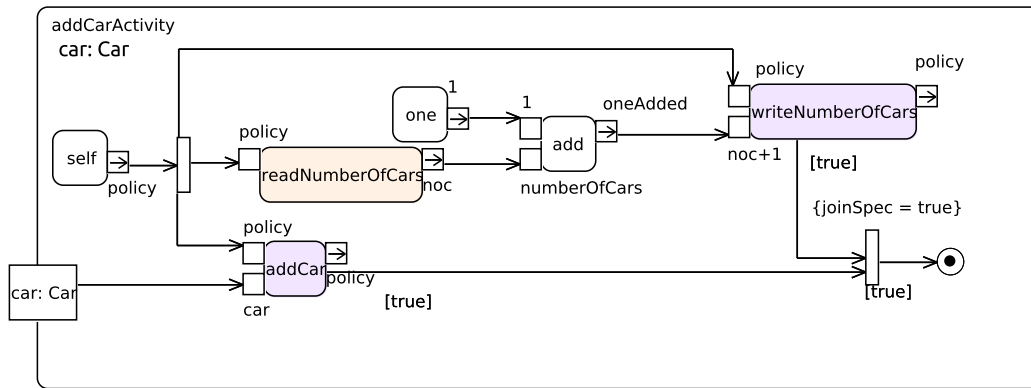 addCarActivity
car: Car
policy
policy
1
1
oneAdded
one
writeNumberOfCars
policy
self
add
noc+1
[true]
policy
readNumberOfCars
noc
numberOfCars
{joinSpec = true}
policy
addCar
policy
car: Car
[true]
car
[true]